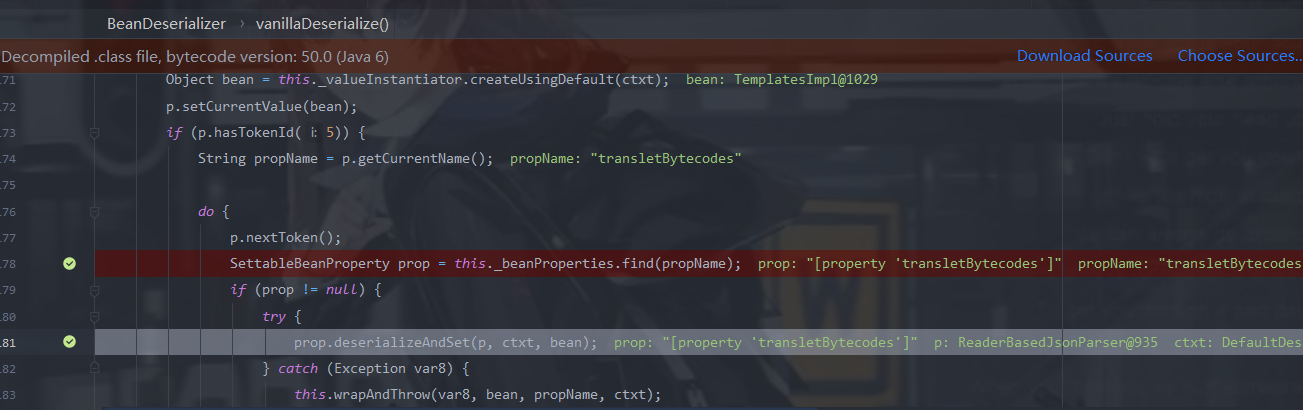 BeanDeserializer › vanillaDeserialize()
Decompiled .class file, bytecode version: 50.0 (Java 6) Download Sources Choose Sources...
171 Object bean = this._valueInstantiator.createUsingDefault(ctxt); bean: TemplatesImpl@1029
172 p.setCurrentValue(bean);
173 if (p.hasTokenId( i: 5)) {
174 String propName = p.getCurrentName(); propName: "transletBytecodes"
175
176 do {
177 p.nextToken();
178 SettableBeanProperty prop = this._beanProperties.find(propName); prop: "[property 'transletBytecodes']" propName: "transletBytecodes
179 if (prop != null) {
180 try {
181 prop.deserializeAndSet(p, ctxt, bean); prop: "[property 'transletBytecodes']" p: ReaderBasedJsonParser@935 ctxt: DefaultDes
182 } catch (Exception var8) {
183 this.wrapAndThrow(var8, bean, propName, ctxt);